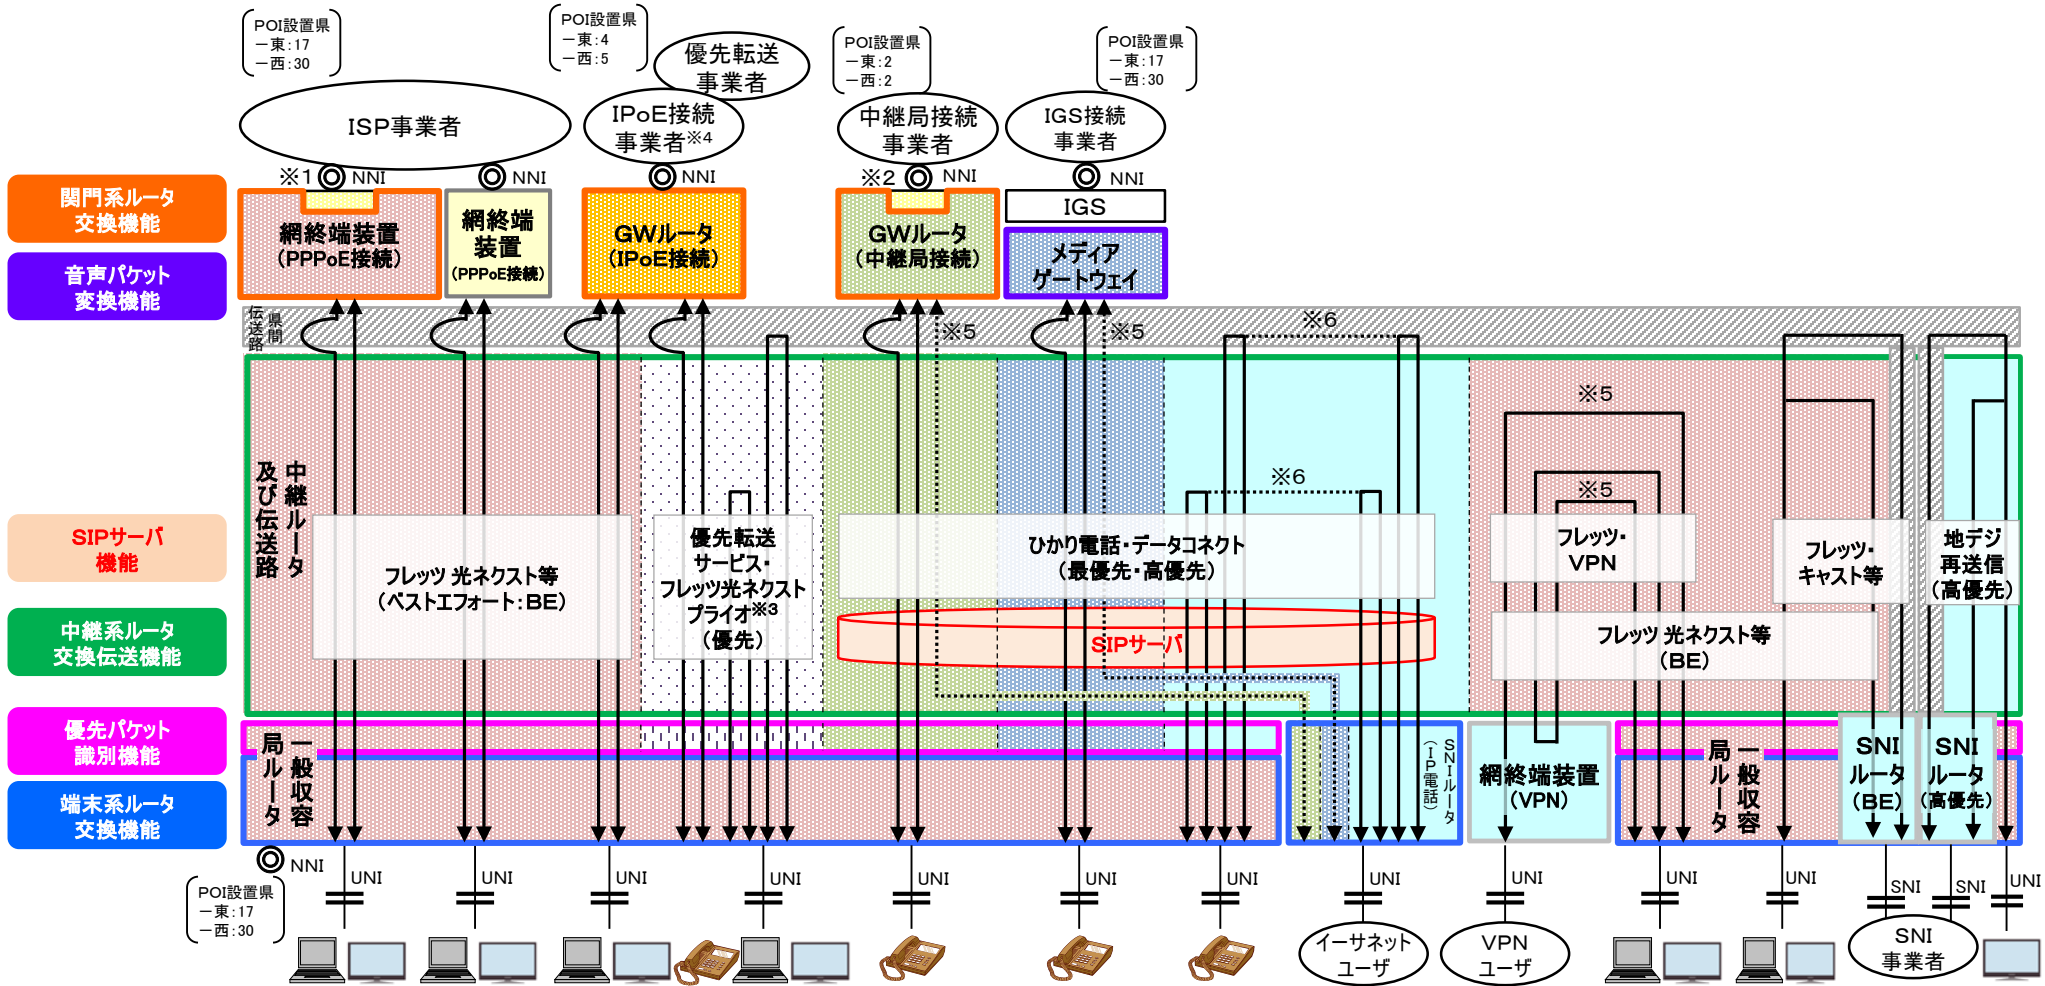 POI設置県
－東:17
－西:30
POI設置県
－東:4
－西:5
優先転送
事業者
POI設置県
－東:2
－西:2
POI設置県
－東:17
－西:30
ISP事業者
IPoE接続
事業者※4
中継局接続
事業者
IGS接続
事業者
※1
NNI
NNI
NNI
※2
NNI
NNI
関門系ルータ
交換機能
網終端装置
(PPPoE接続)
網終端
装置
(PPPoE接続)
GWルータ
(IPoE接続)
GWルータ
(中継局接続)
IGS
メディア
ゲートウェイ
音声パケット
変換機能
県間
伝送路
※5
※5
※6
中継ルータ
及び伝送路
※5
※6
※5
SIPサーバ
機能
フレッツ 光ネクスト等
(ベストエフォート:BE)
優先転送
サービス・
フレッツ光ネクスト
プライオ※3
(優先)
ひかり電話・データコネクト
(最優先・高優先)
フレッツ・
VPN
フレッツ・
キャスト等
地デジ
再送信
(高優先)
SIPサーバ
フレッツ 光ネクスト等
(BE)
中継系ルータ
交換伝送機能
優先パケット
識別機能
端末系ルータ
交換機能
一般収容
局ルータ
SNIルータ
(IP電話)
網終端装置
(VPN)
一般収容
局ルータ
SNI
ルータ
(BE)
SNI
ルータ
(高優先)
NNI
POI設置県
－東:17
－西:30
UNI
UNI
UNI
UNI
UNI
UNI
UNI
UNI
UNI
UNI
UNI
SNI
SNI
UNI
イーサネット
ユーザ
VPN
ユーザ
SNI
事業者